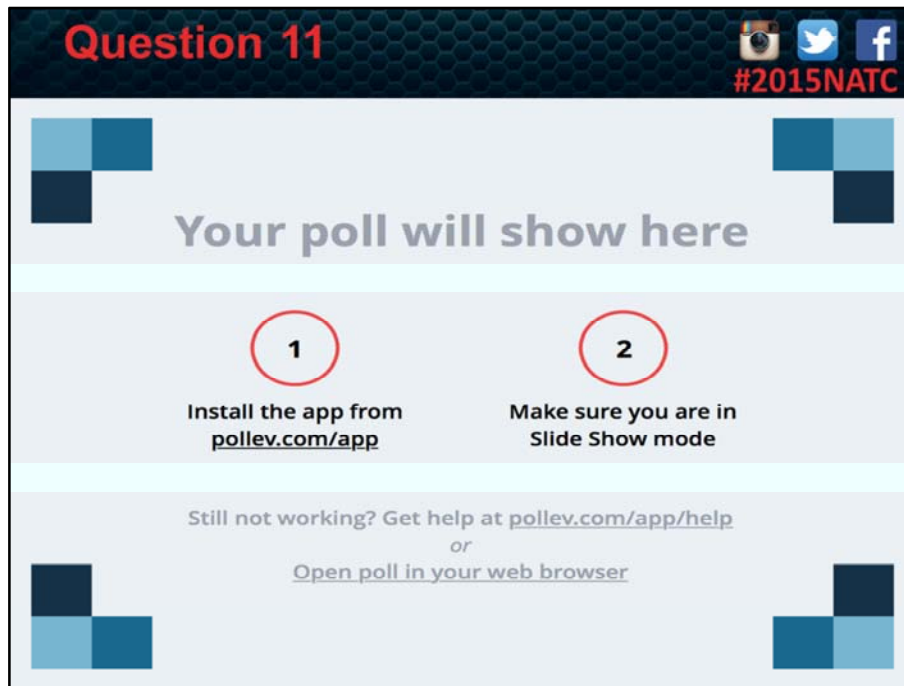 Question 11
#2015NATC
Your poll will show here
1
Install the app from
pollev.com/app
2
Make sure you are in
Slide Show mode
Still not working? Get help at pollev.com/app/help
or
Open poll in your web browser